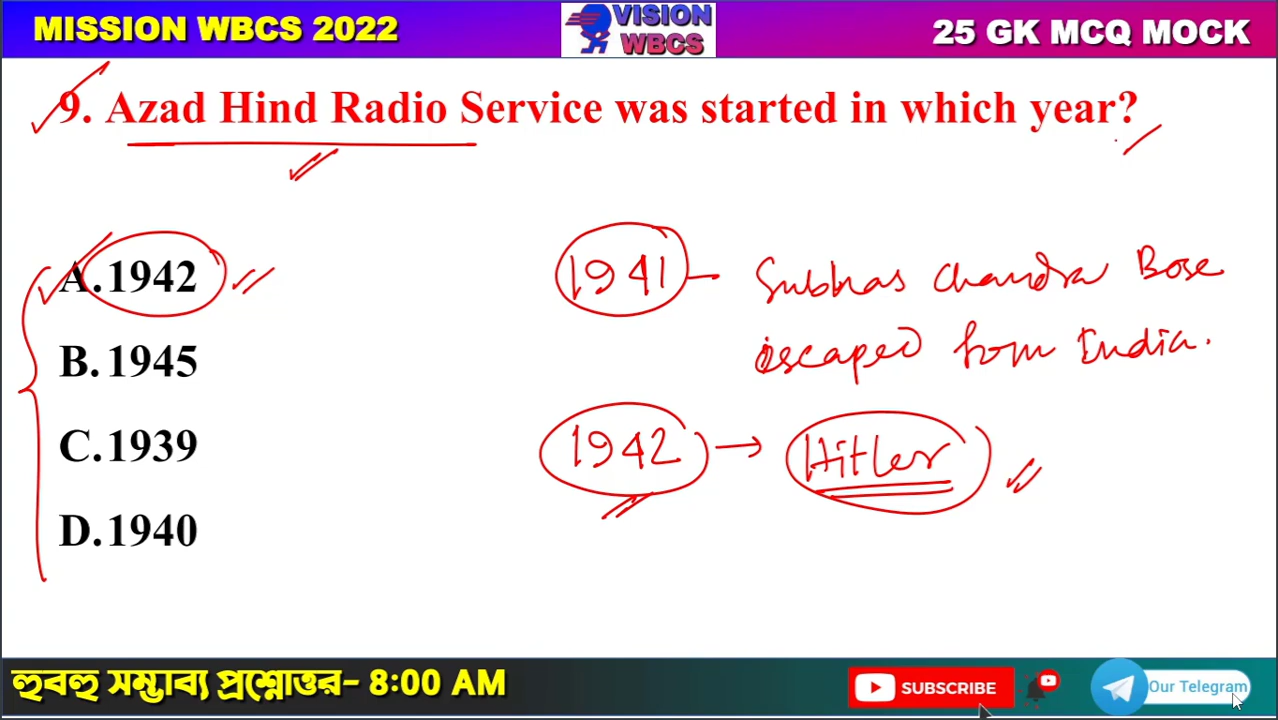 MISSION WBCS 2022
VISION
WBCS
25 GK MCQ MOCK
9. Azad Hind Radio Service was started in which year?
A. 1942
B. 1945
C. 1939
D. 1940
1941 - Subhas Chandra Bose
escaped from India.
1942 → Hitler
হুবহু সম্ভাব্য প্রশ্নোত্তর- 8:00 AM
SUBSCRIBE
Our Telegram